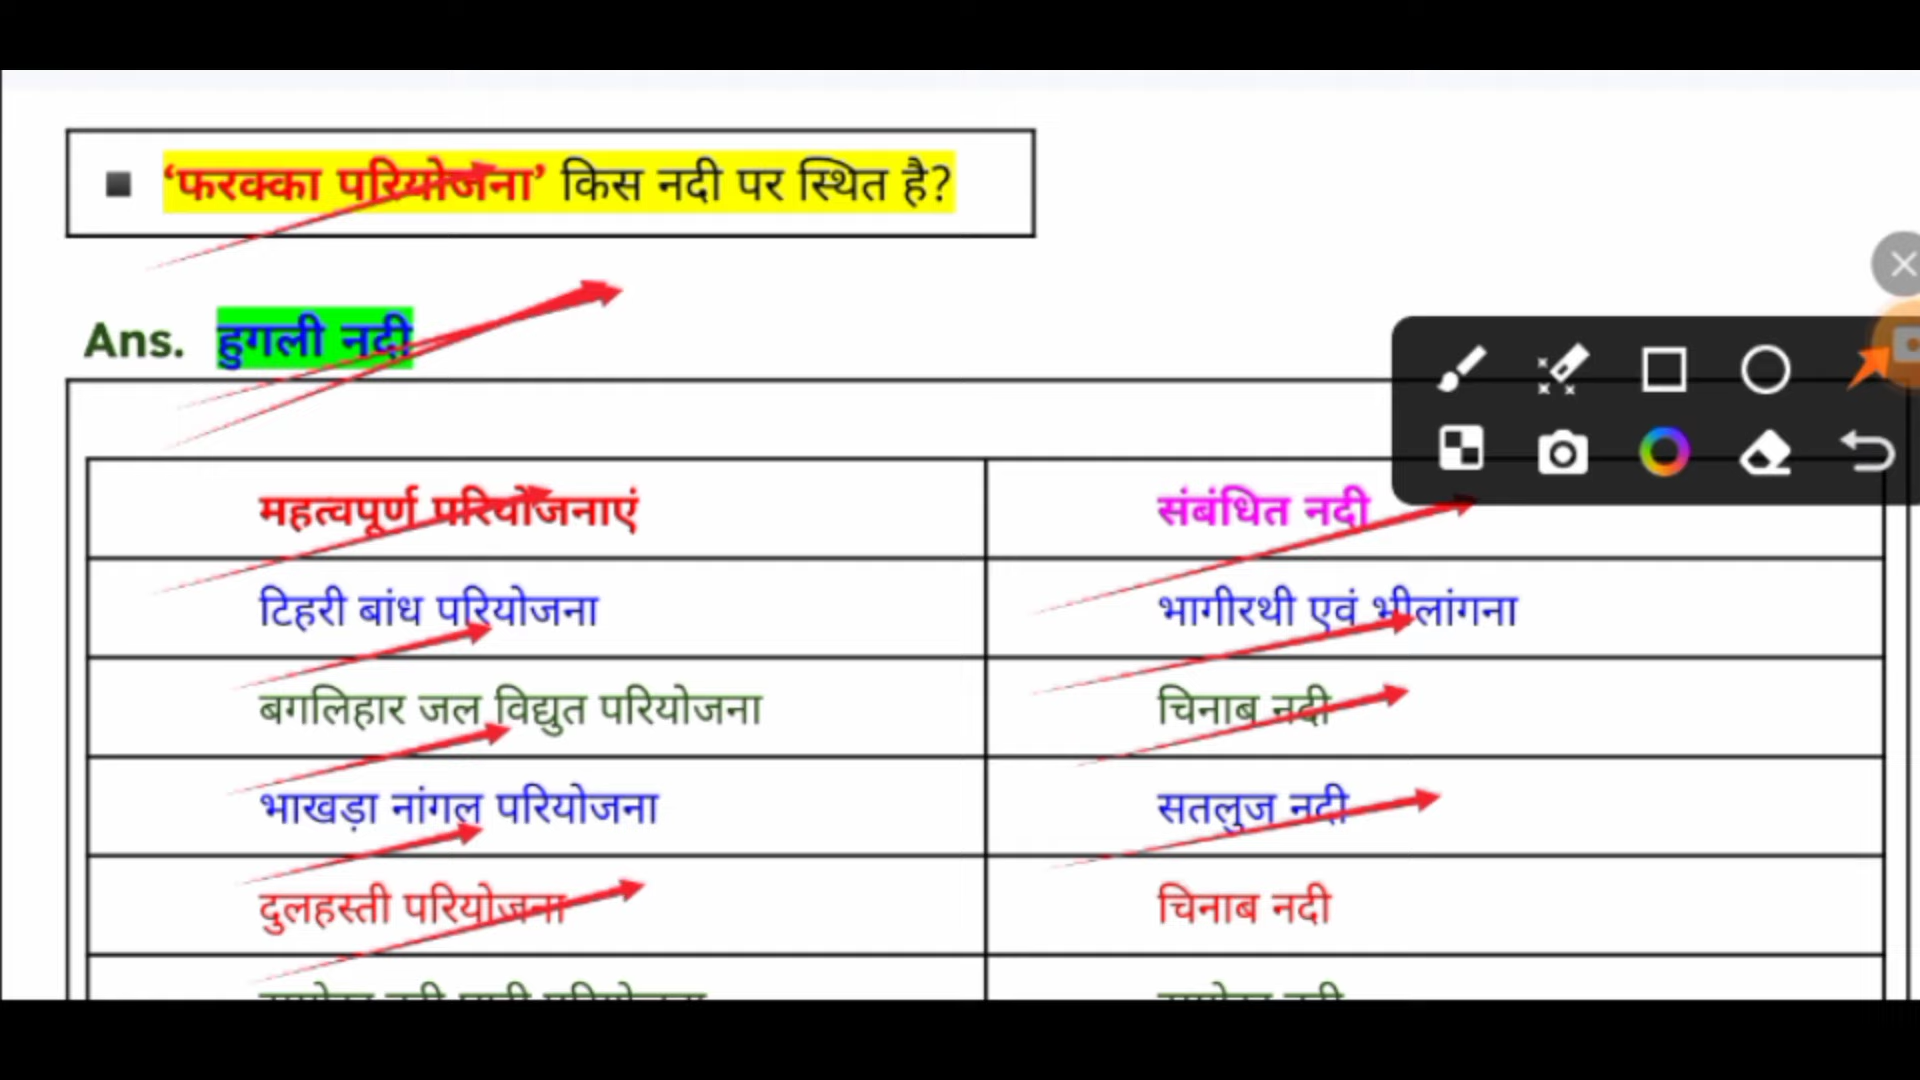 ▪ ‘फरक्का परियोजना’ किस नदी पर स्थित है?
Ans. हुगली नदी
महत्वपूर्ण परियोजनाएं संबंधित नदी
टिहरी बांध परियोजना भागीरथी एवं भीलांगना
बगलिहार जल विद्युत परियोजना चिनाब नदी
भाखड़ा नांगल परियोजना सतलुज नदी
दुलहस्ती परियोजना चिनाब नदी